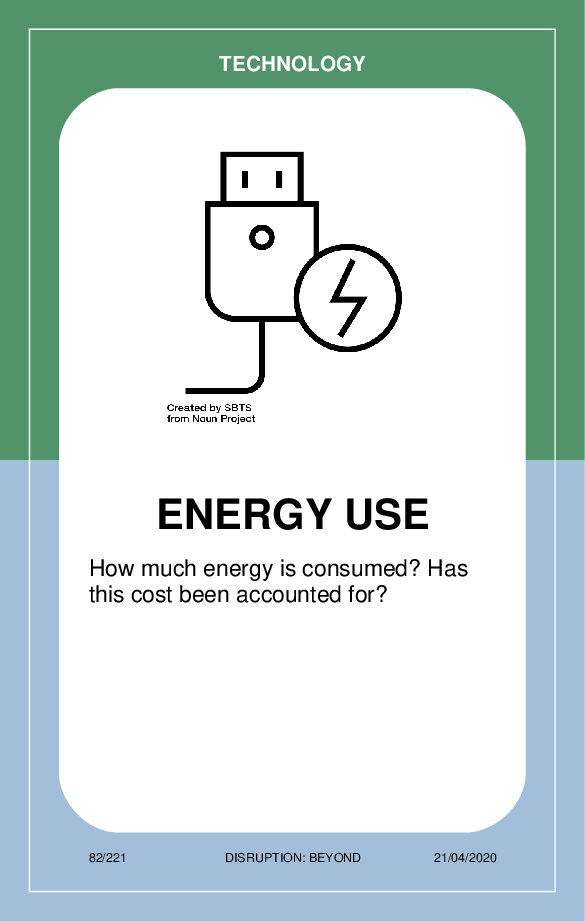 TECHNOLOGY
Created by SBTS
from Noun Project
ENERGY USE
How much energy is consumed? Has
this cost been accounted for?
82/221
DISRUPTION: BEYOND
21/04/2020